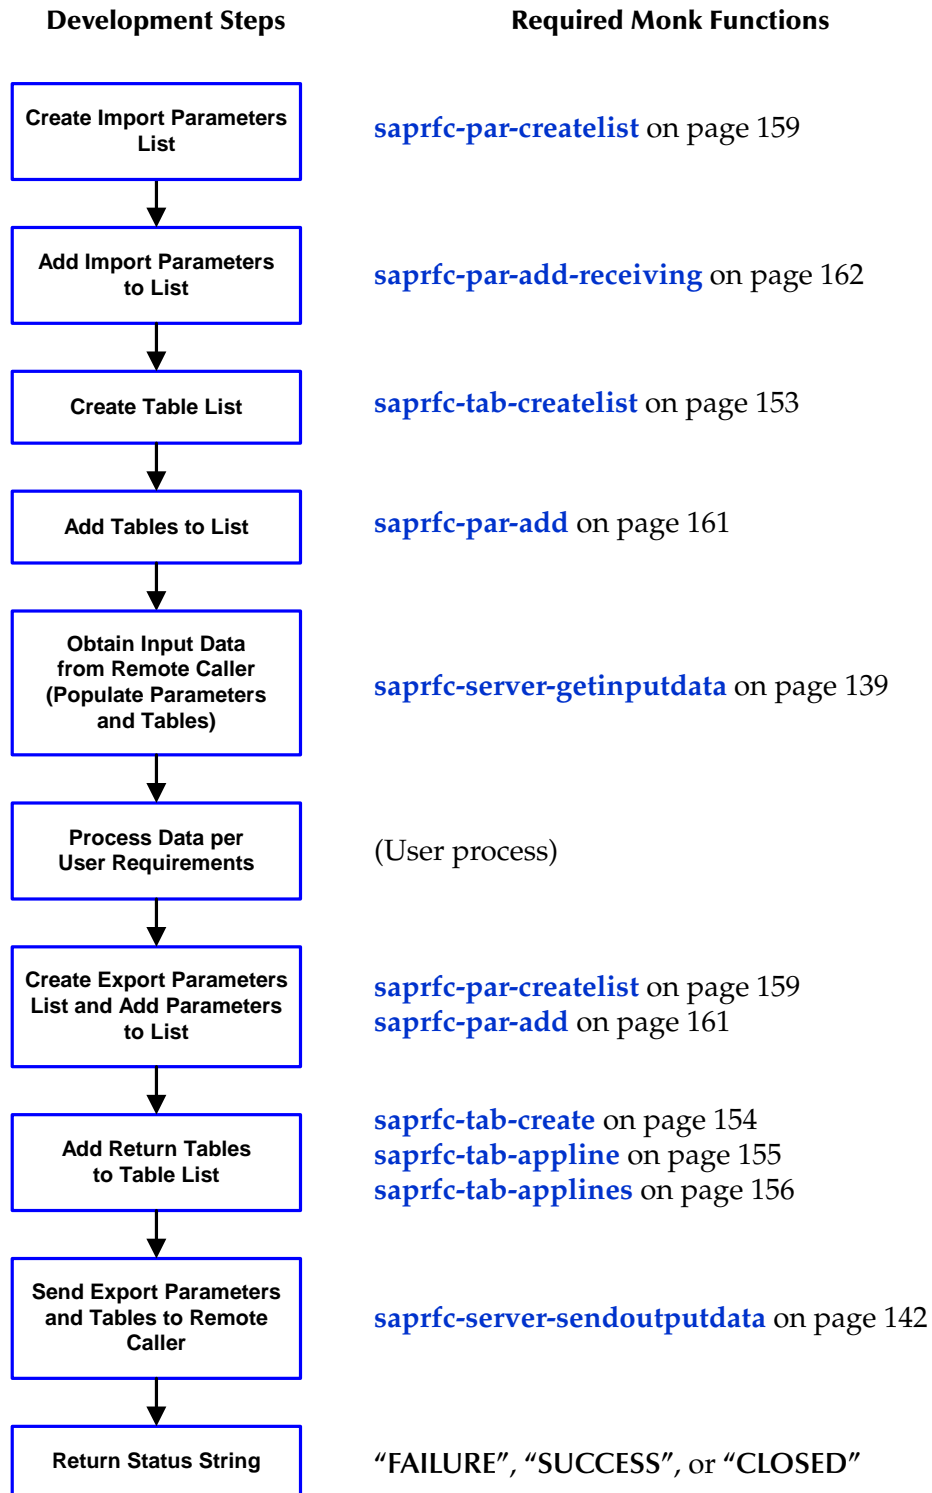 Development Steps
Required Monk Functions
Create Import Parameters
List
saprfc-par-createlist on page 159
Add Import Parameters
to List
saprfc-par-add-receiving on page 162
Create Table List
saprfc-tab-createlist on page 153
Add Tables to List
saprfc-par-add on page 161
Obtain Input Data
from Remote Caller
(Populate Parameters
and Tables)
saprfc-server-getinputdata on page 139
Process Data per
User Requirements
(User process)
Create Export Parameters
List and Add Parameters
to List
saprfc-par-createlist on page 159
saprfc-par-add on page 161
Add Return Tables
to Table List
saprfc-tab-create on page 154
saprfc-tab-appline on page 155
saprfc-tab-applines on page 156
Send Export Parameters
and Tables to Remote
Caller
saprfc-server-sendoutputdata on page 142
Return Status String
“FAILURE”, “SUCCESS”, or “CLOSED”